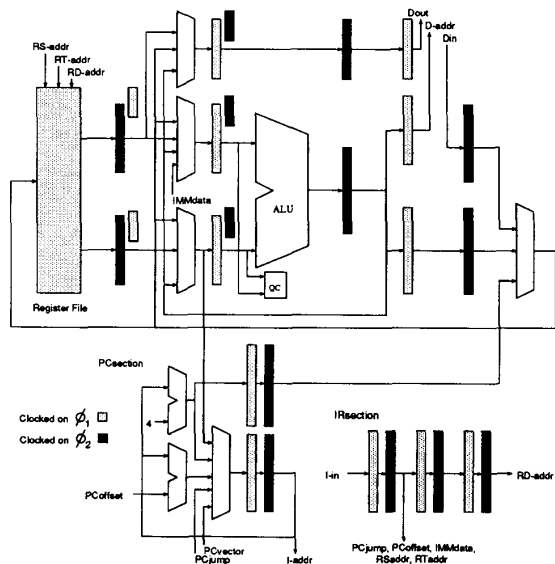 Dout
D-addr
Din
RS-addr
RT-addr
RD-addr
IMMdata
ALU
QC
Register File
PCsection
Clocked on ϕ1
Clocked on ϕ2
4
PCoffset
PCvector
PCjump
I-addr
IRsection
I-in
RD-addr
PCjump, PCoffset, IMMdata,
RSaddr, RTaddr